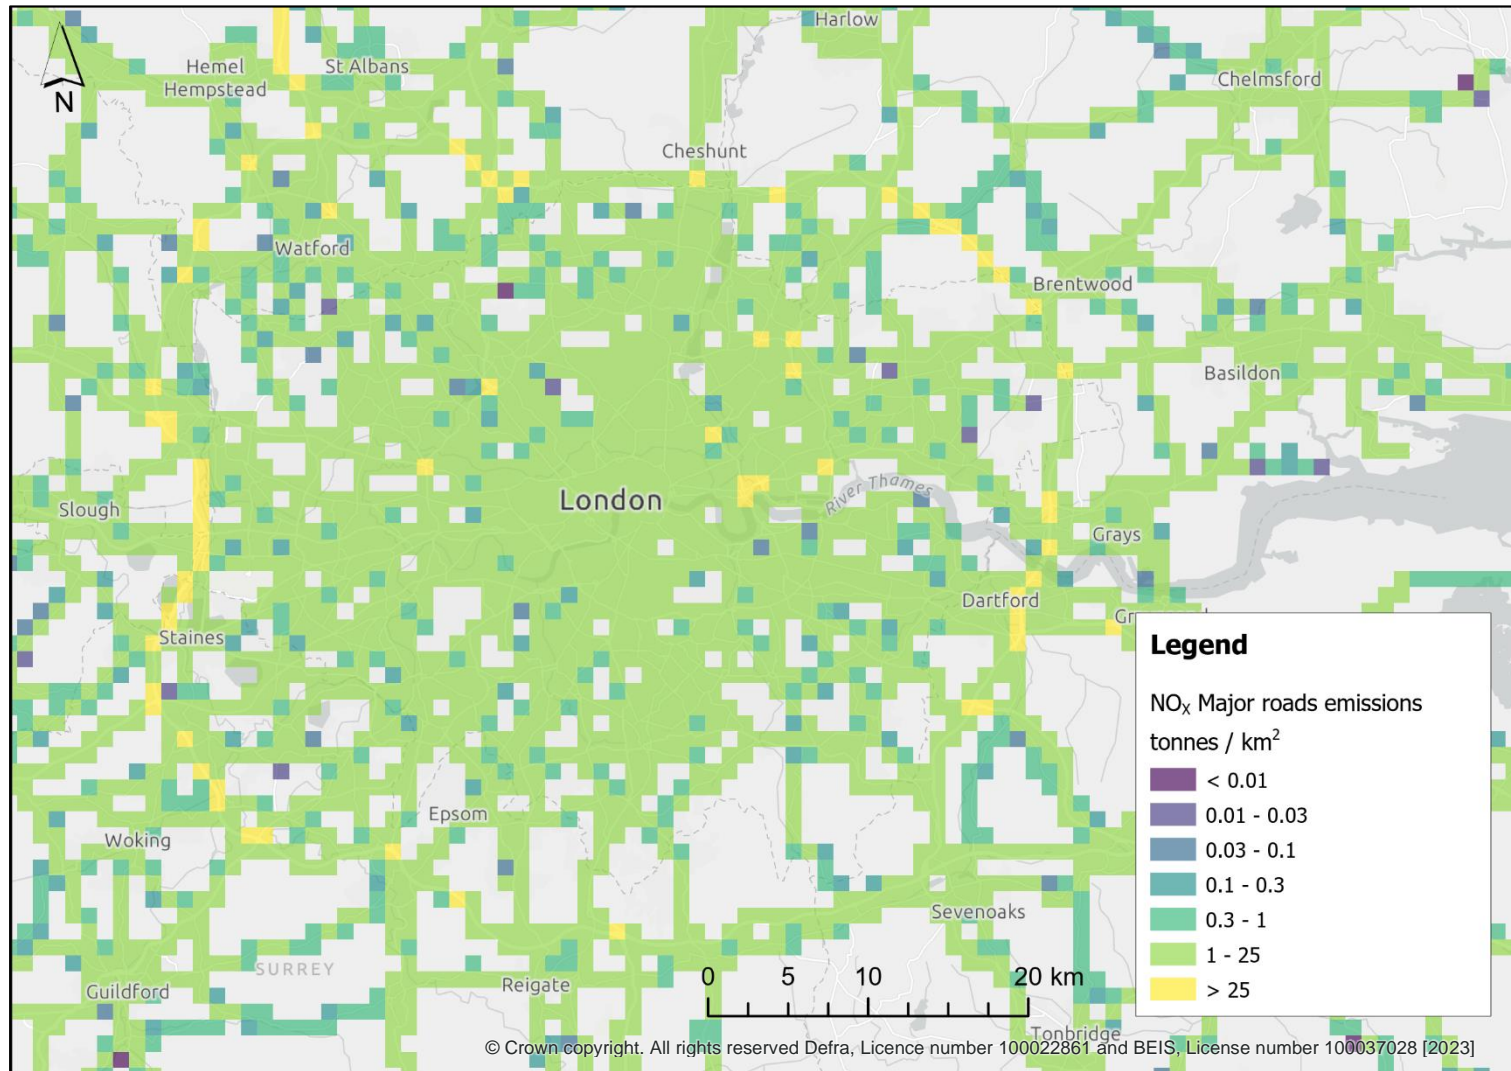 Harlow
Hemel
Hempstead
St Albans
Chelmsford
N
Cheshunt
Watford
Brentwood
Basildon
London
River Thames
Slough
Grays
Dartford
Staines
Epsom
Woking
Sevenoaks
SURREY
Guildford
Reigate
Tonbridge
0 5 10 20 km
Legend
NOX Major roads emissions
tonnes / km2
< 0.01
0.01 - 0.03
0.03 - 0.1
0.1 - 0.3
0.3 - 1
1 - 25
> 25
© Crown copyright. All rights reserved Defra, Licence number 100022861 and BEIS, License number 100037028 [2023]